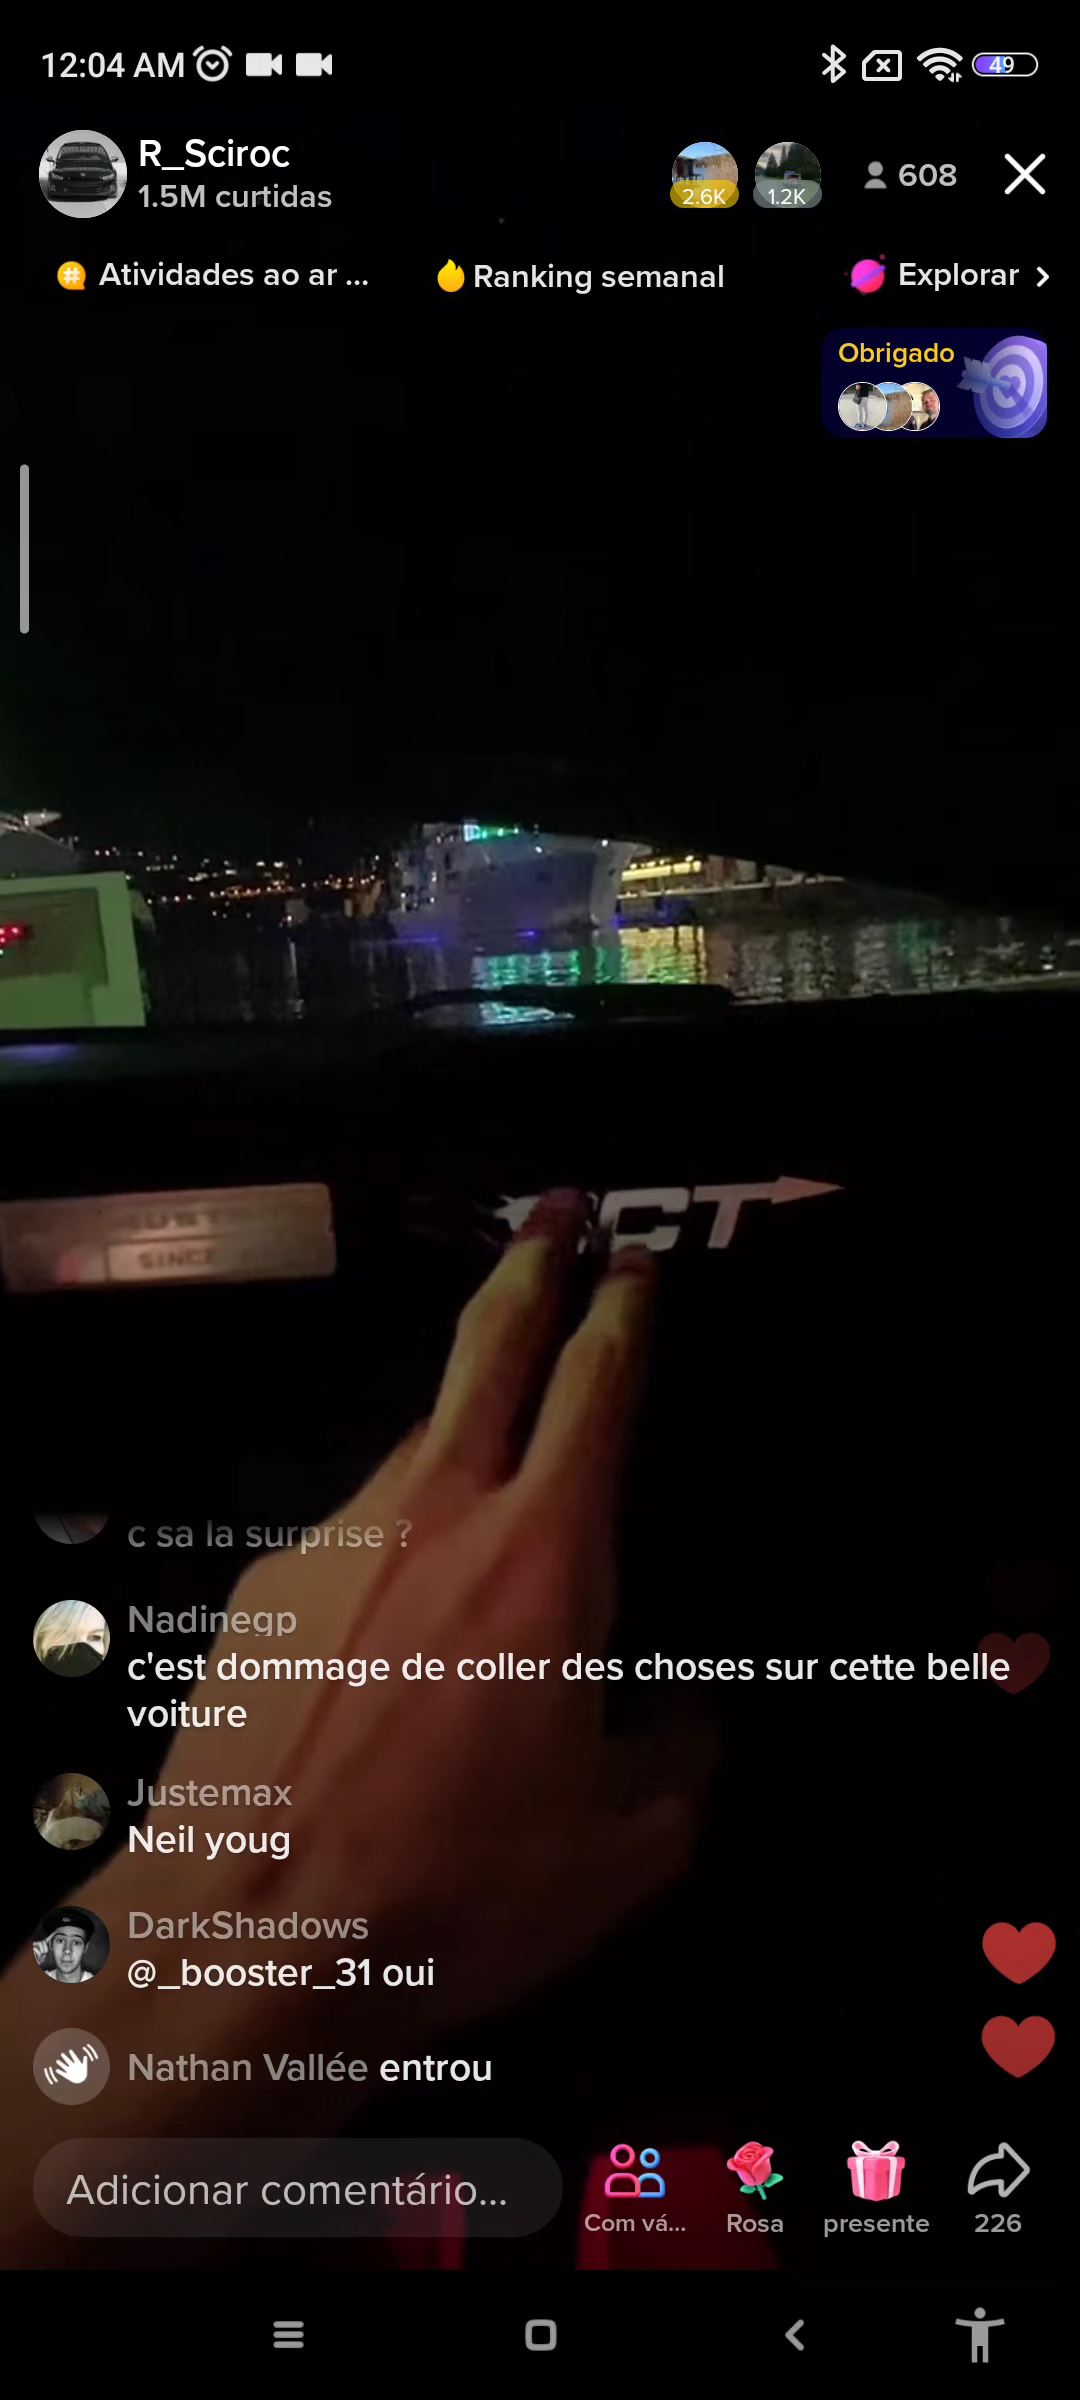 12:04 AM
49
R_Sciroc
1.5M curtidas
2.6K
1.2K
608
Atividades ao ar ...
Ranking semanal
Explorar
Obrigado
SINCE
CT
c sa la surprise ?
Nadinegp
c'est dommage de coller des choses sur cette belle
voiture
Justemax
Neil youg
DarkShadows
@_booster_31 oui
Nathan Vallée entrou
Adicionar comentário...
Com vá...
Rosa
presente
226